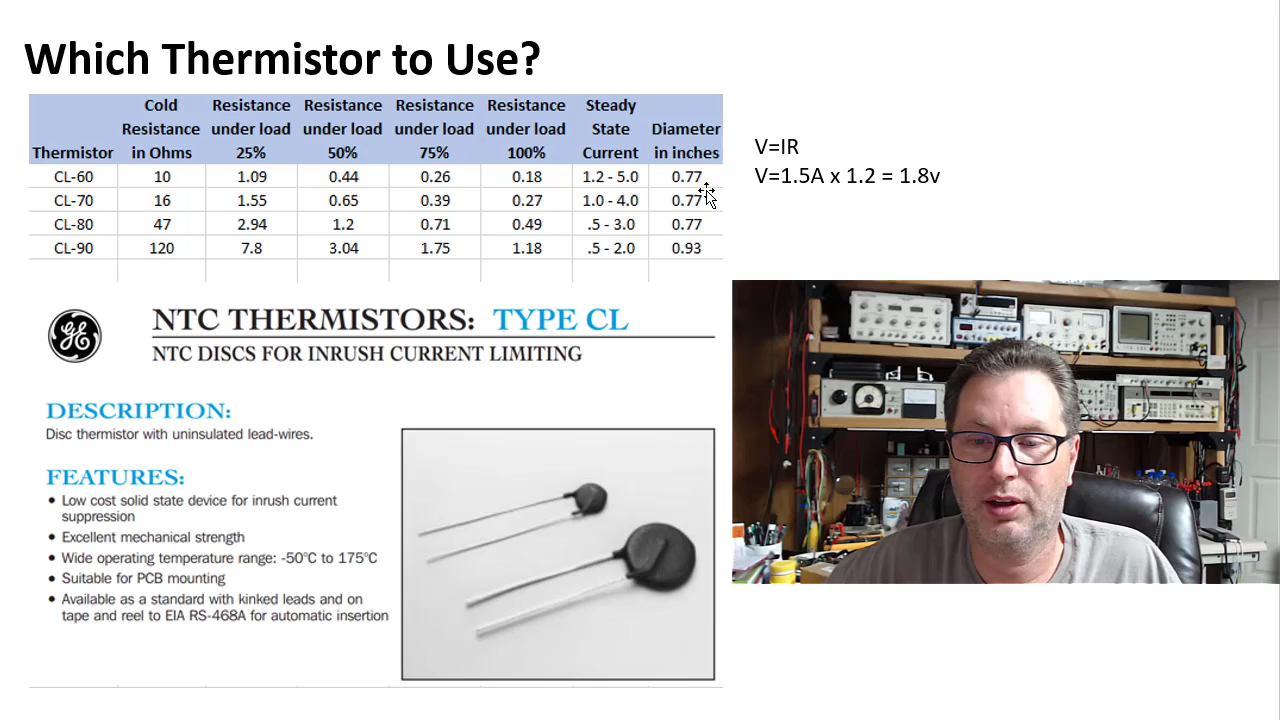 Which Thermistor to Use?
Thermistor Cold Resistance in Ohms Resistance under load 25% Resistance under load 50% Resistance under load 75% Resistance under load 100% Steady State Current Diameter in inches
CL-60 10 1.09 0.44 0.26 0.18 1.2 - 5.0 0.77
CL-70 16 1.55 0.65 0.39 0.27 1.0 - 4.0 0.77
CL-80 47 2.94 1.2 0.71 0.49 .5 - 3.0 0.77
CL-90 120 7.8 3.04 1.75 1.18 .5 - 2.0 0.93
V=IR
V=1.5A x 1.2 = 1.8v
GE
NTC THERMISTORS: TYPE CL
NTC DISCS FOR INRUSH CURRENT LIMITING
DESCRIPTION:
Disc thermistor with uninsulated lead-wires.
FEATURES:
• Low cost solid state device for inrush current
suppression
• Excellent mechanical strength
• Wide operating temperature range: -50°C to 175°C
• Suitable for PCB mounting
• Available as a standard with kinked leads and on
tape and reel to EIA RS-468A for automatic insertion